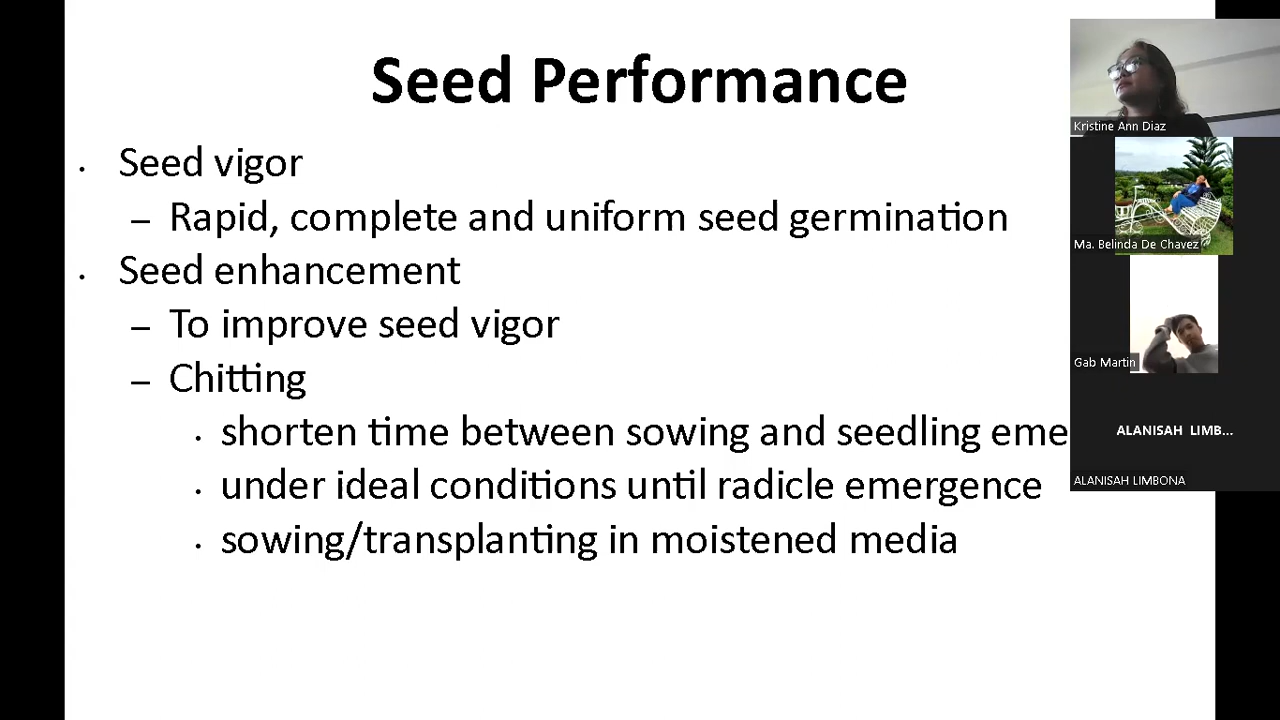 Seed Performance
• Seed vigor
– Rapid, complete and uniform seed germination
• Seed enhancement
– To improve seed vigor
– Chitting
• shorten time between sowing and seedling eme
• under ideal conditions until radicle emergence
• sowing/transplanting in moistened media
Kristine Ann Diaz
Ma. Belinda De Chavez
Gab Martin
ALANISAH LIMB...
ALANISAH LIMBONA